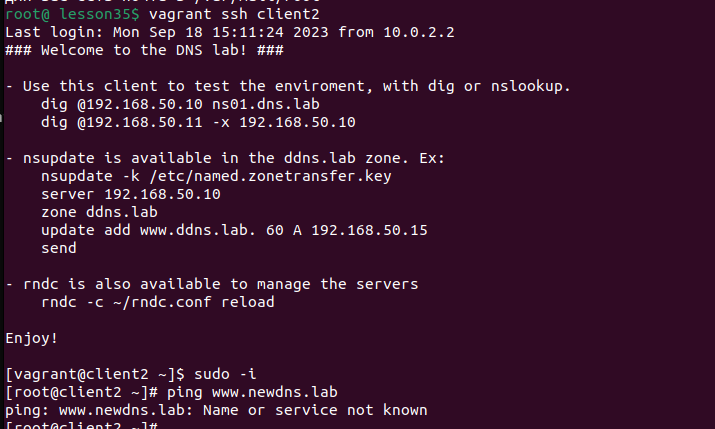 root@ lesson35$ vagrant ssh client2
Last login: Mon Sep 18 15:11:24 2023 from 10.0.2.2
### Welcome to the DNS lab! ###
- Use this client to test the enviroment, with dig or nslookup.
dig @192.168.50.10 ns01.dns.lab
dig @192.168.50.11 -x 192.168.50.10
- nsupdate is available in the ddns.lab zone. Ex:
nsupdate -k /etc/named.zonetransfer.key
server 192.168.50.10
zone ddns.lab
update add www.ddns.lab. 60 A 192.168.50.15
send
- rndc is also available to manage the servers
rndc -c ~/rndc.conf reload
Enjoy!
[vagrant@client2 ~]$ sudo -i
[root@client2 ~]# ping www.newdns.lab
ping: www.newdns.lab: Name or service not known
[root@client2 ~]#